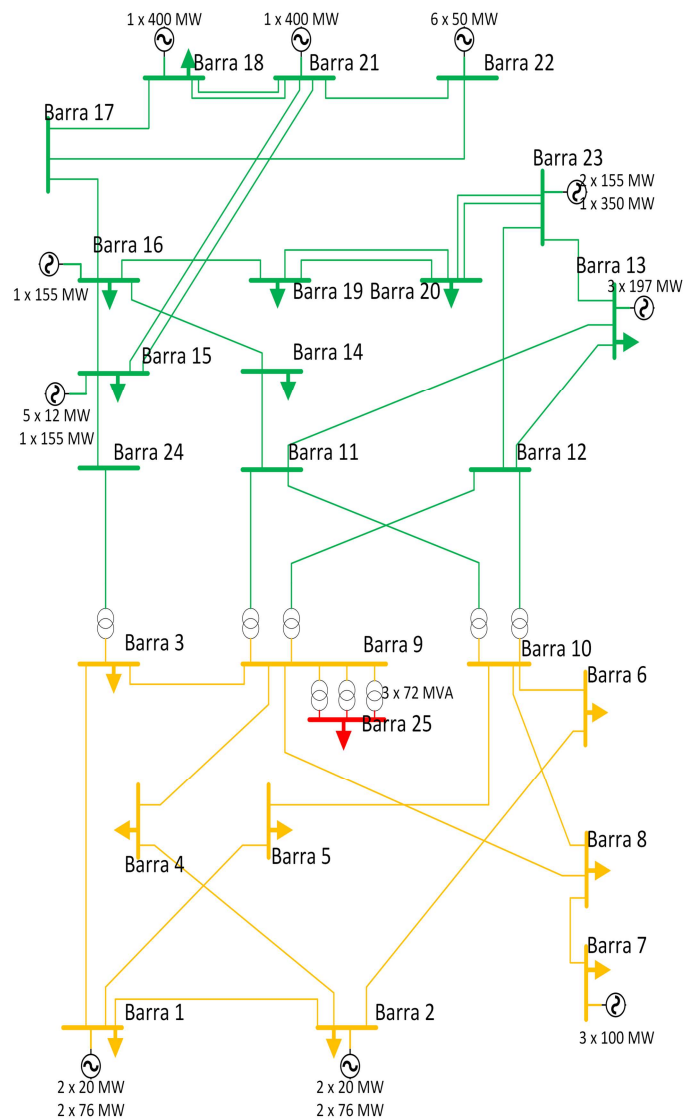 1 x 400 MW
1 x 400 MW
6 x 50 MW
Barra 18
Barra 21
Barra 22
Barra 17
Barra 23
2 x 155 MW
1 x 350 MW
Barra 16
Barra 13
1 x 155 MW
Barra 19
Barra 20
3 x 197 MW
Barra 15
Barra 14
5 x 12 MW
1 x 155 MW
Barra 24
Barra 11
Barra 12
Barra 3
Barra 9
Barra 10
Barra 6
3 x 72 MVA
Barra 25
Barra 4
Barra 5
Barra 8
Barra 7
Barra 1
Barra 2
3 x 100 MW
2 x 20 MW
2 x 76 MW
2 x 20 MW
2 x 76 MW